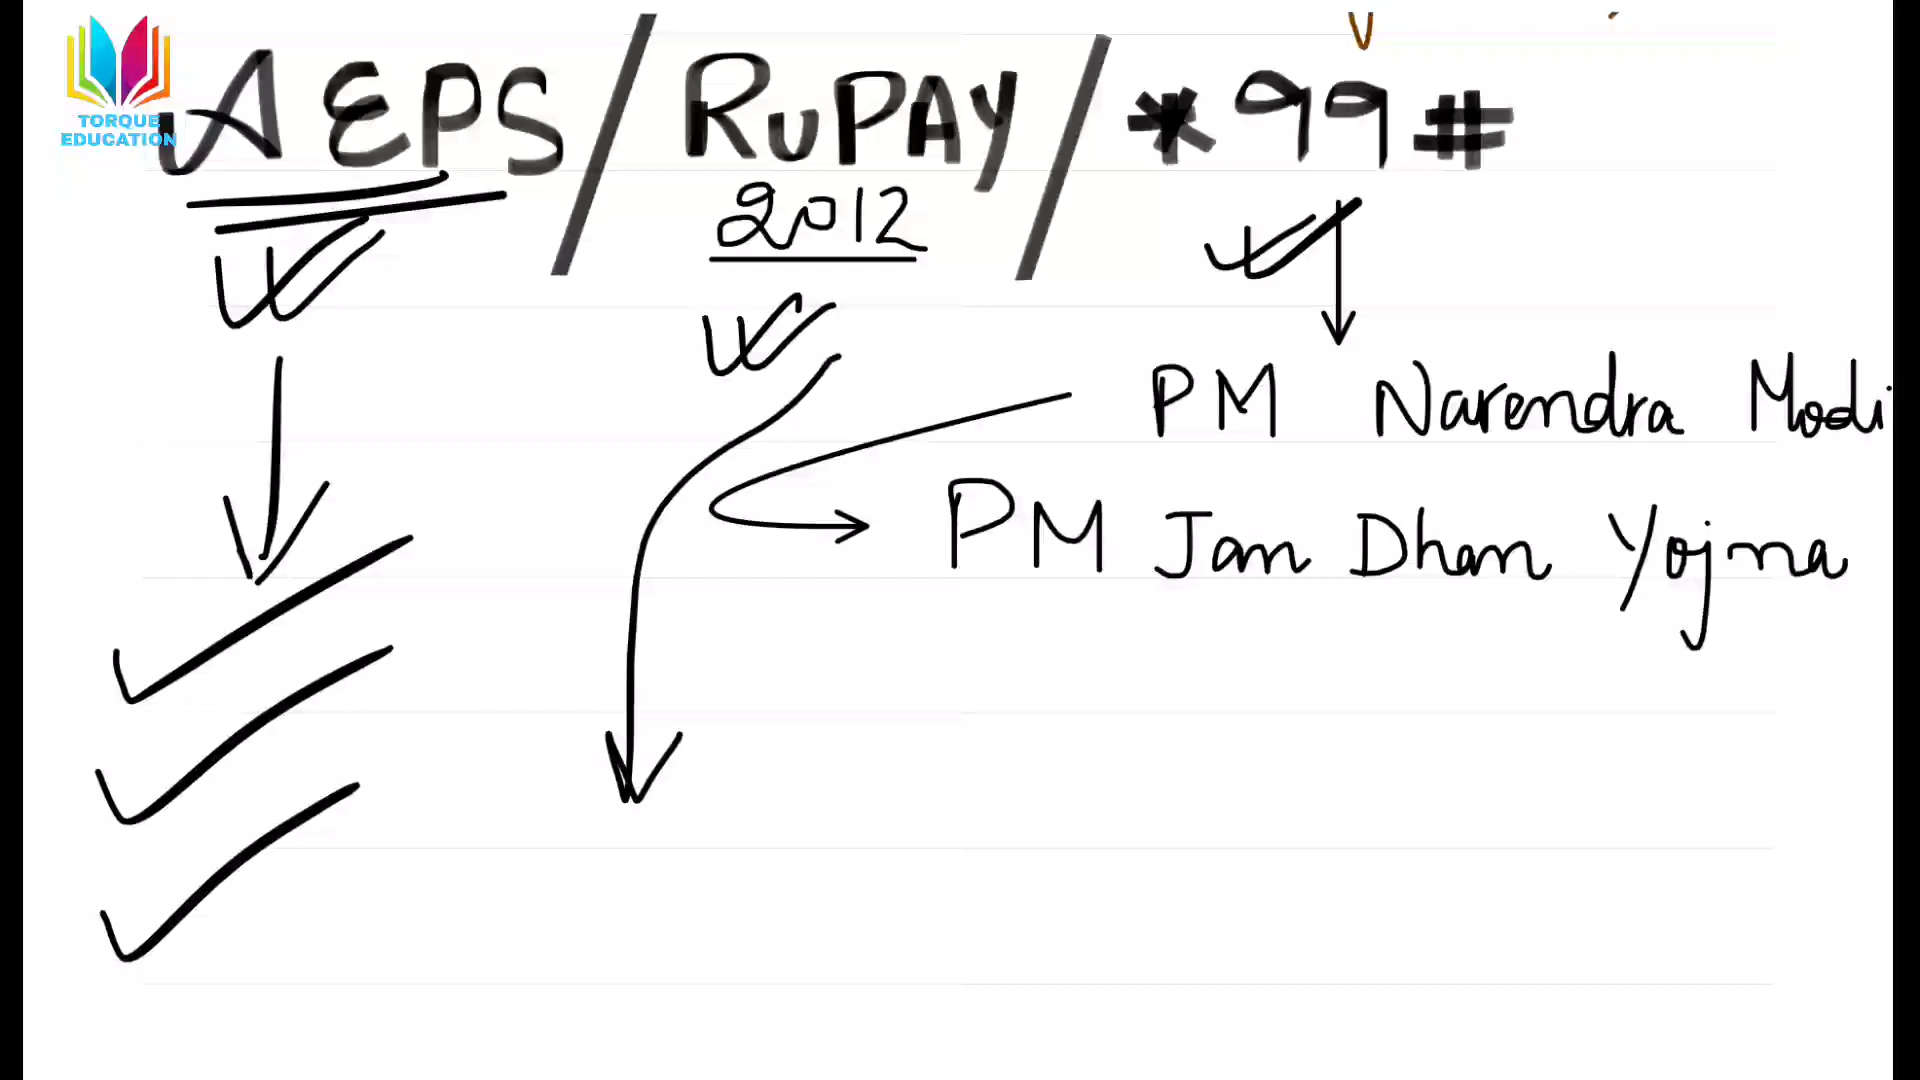 TORQUE
EDUCATION
AEPS / RuPAY / *99#
2012
PM Narendra Modi
PM Jan Dhan Yojna